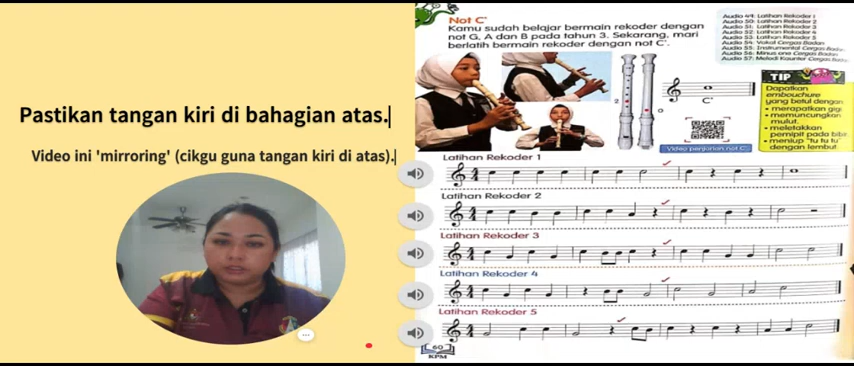 Pastikan tangan kiri di bahagian atas.
Video ini 'mirroring' (cikgu guna tangan kiri di atas).
Not C'
Kamu sudah belajar bermain rekoder dengan
not G, A dan B pada tahun 3. Sekarang, mari
berlatih bermain rekoder dengan not C'.
Audio 49: Latihan Rekoder 1
Audio 50: Latihan Rekoder 2
Audio 51: Latihan Rekoder 3
Audio 52: Latihan Rekoder 4
Audio 53: Latihan Rekoder 5
Audio 54: Vokal Cergas Badan
Audio 55: Instrumental Cergas Badan
Audio 56: Minus one Cergas Badan
Audio 57: Melodi Kauntor Cergas
TIP
Dapatkan
embouchure
yang betul dengan
• merapatkan gigi
• memuncungkan
mulut.
• meletakkan
pemipit pada bibir
• meniup "tu tu tu"
dengan lembut.
2
C'
Video penjarian not C'
Latihan Rekoder 1
Latihan Rekoder 2
Latihan Rekoder 3
Latihan Rekoder 4
Latihan Rekoder 5
60
KPM